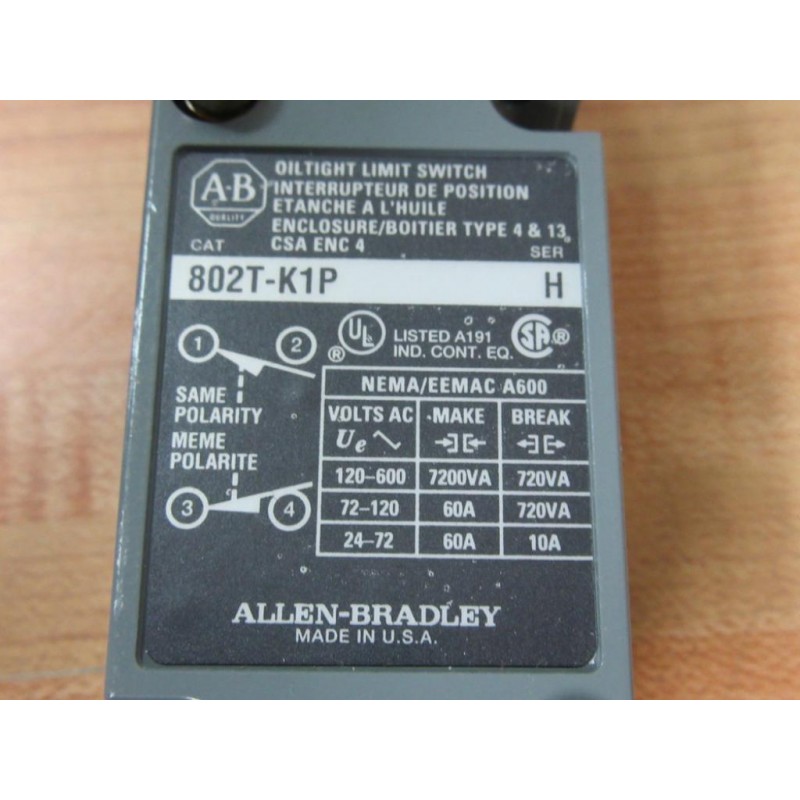 A-B
QUALITY
OILTIGHT LIMIT SWITCH
INTERRUPTEUR DE POSITION
ETANCHE A L'HUILE
ENCLOSURE/BOITIER TYPE 4 & 13
CSA ENC 4
CAT
SER
802T-K1P H
1 2
SAME
POLARITY
MEME
POLARITE
3 4
UL ®
LISTED A191
IND. CONT. EQ.
SA ®
NEMA/EEMAC A600
VOLTS AC MAKE BREAK
Ue
120-600 7200VA 720VA
72-120 60A 720VA
24-72 60A 10A
ALLEN-BRADLEY
MADE IN U.S.A.